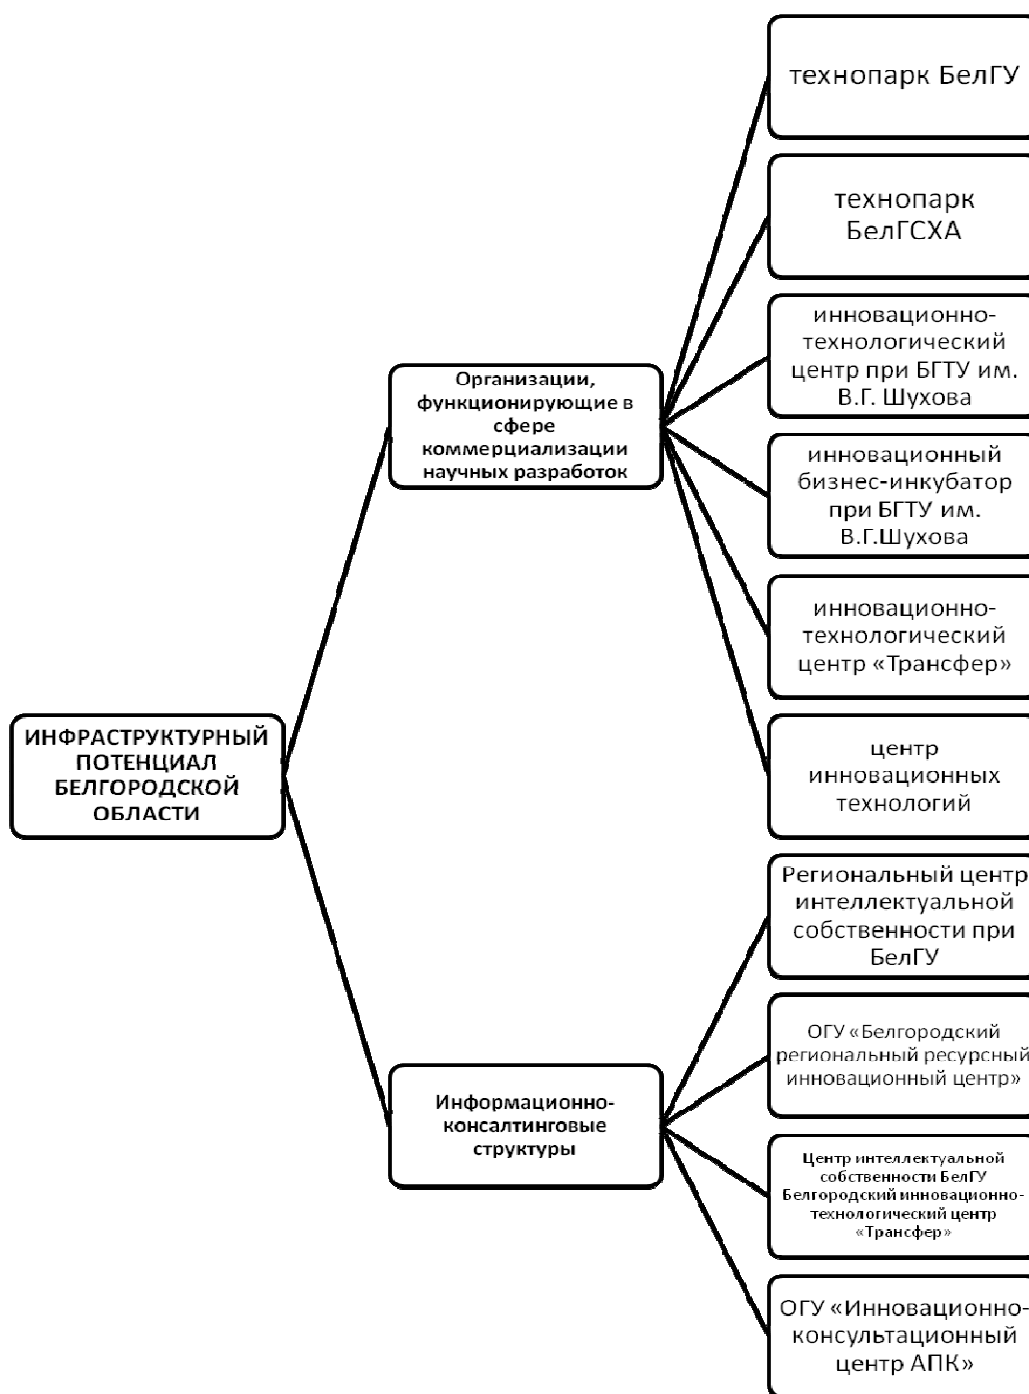 технопарк БелГУ
технопарк
БелГСХА
инновационно-
технологический
центр при БГТУ им.
В.Г. Шухова
инновационный
бизнес-инкубатор
при БГТУ им.
В.Г.Шухова
инновационно-
технологический
центр «Трансфер»
центр
инновационных
технологий
Организации,
функционирующие в
сфере
коммерциализации
научных разработок
ИНФРАСТРУКТУРНЫЙ
ПОТЕНЦИАЛ
БЕЛГОРОДСКОЙ
ОБЛАСТИ
Региональный центр
интеллектуальной
собственности при
БелГУ
ОГУ «Белгородский
региональный ресурсный
инновационный центр»
Информационно-
консалтинговые
структуры
Центр интеллектуальной
собственности БелГУ
Белгородский инновационно-
технологический центр
«Трансфер»
ОГУ «Инновационно-
консультационный
центр АПК»